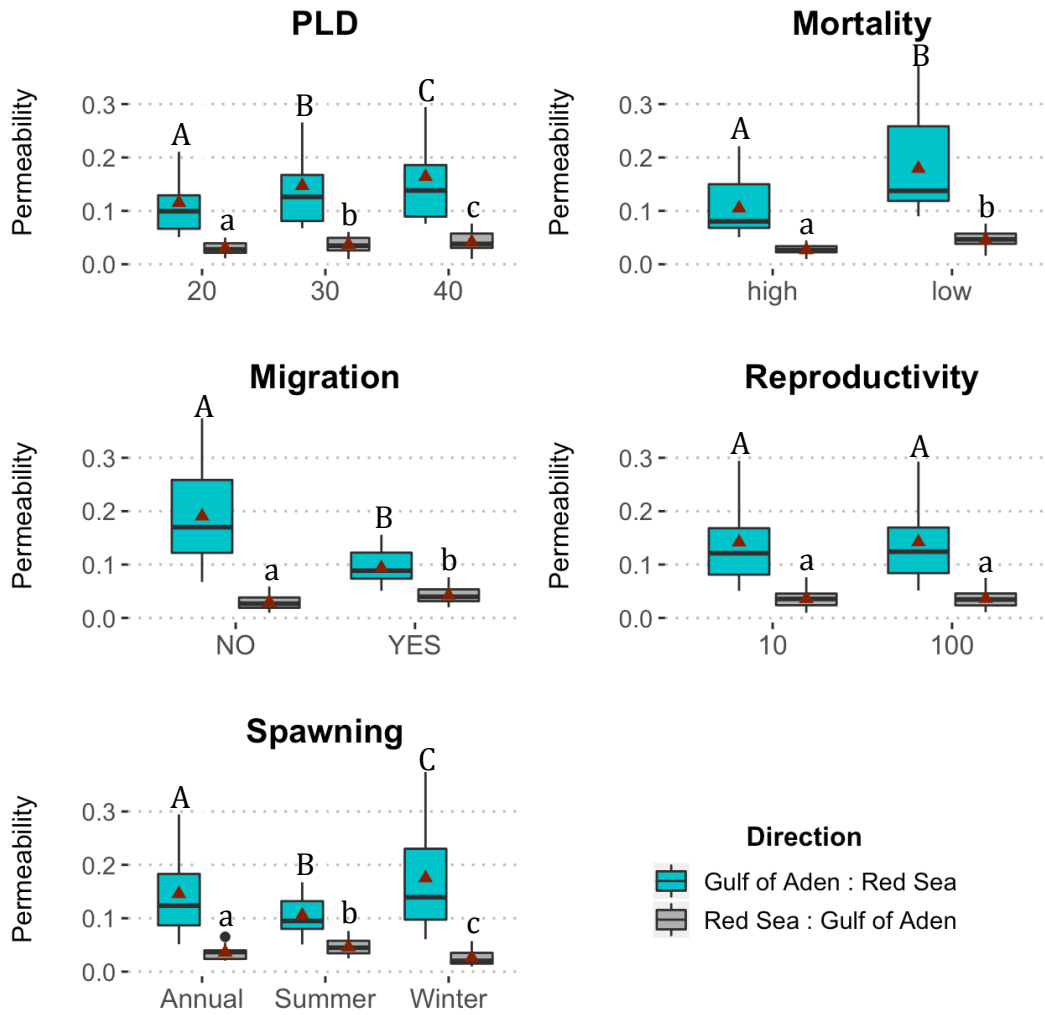 PLD
Permeability
0.3
0.2
0.1
0.0
A
a
B
b
C
c
20 30 40
Mortality
Permeability
0.3
0.2
0.1
0.0
A
a
B
b
high low
Migration
Permeability
0.3
0.2
0.1
0.0
A
a
B
b
NO YES
Reproductivity
Permeability
0.3
0.2
0.1
0.0
A
a
A
a
10 100
Spawning
Permeability
0.3
0.2
0.1
0.0
A
a
B
b
C
c
Annual Summer Winter
Direction
Gulf of Aden : Red Sea
Red Sea : Gulf of Aden